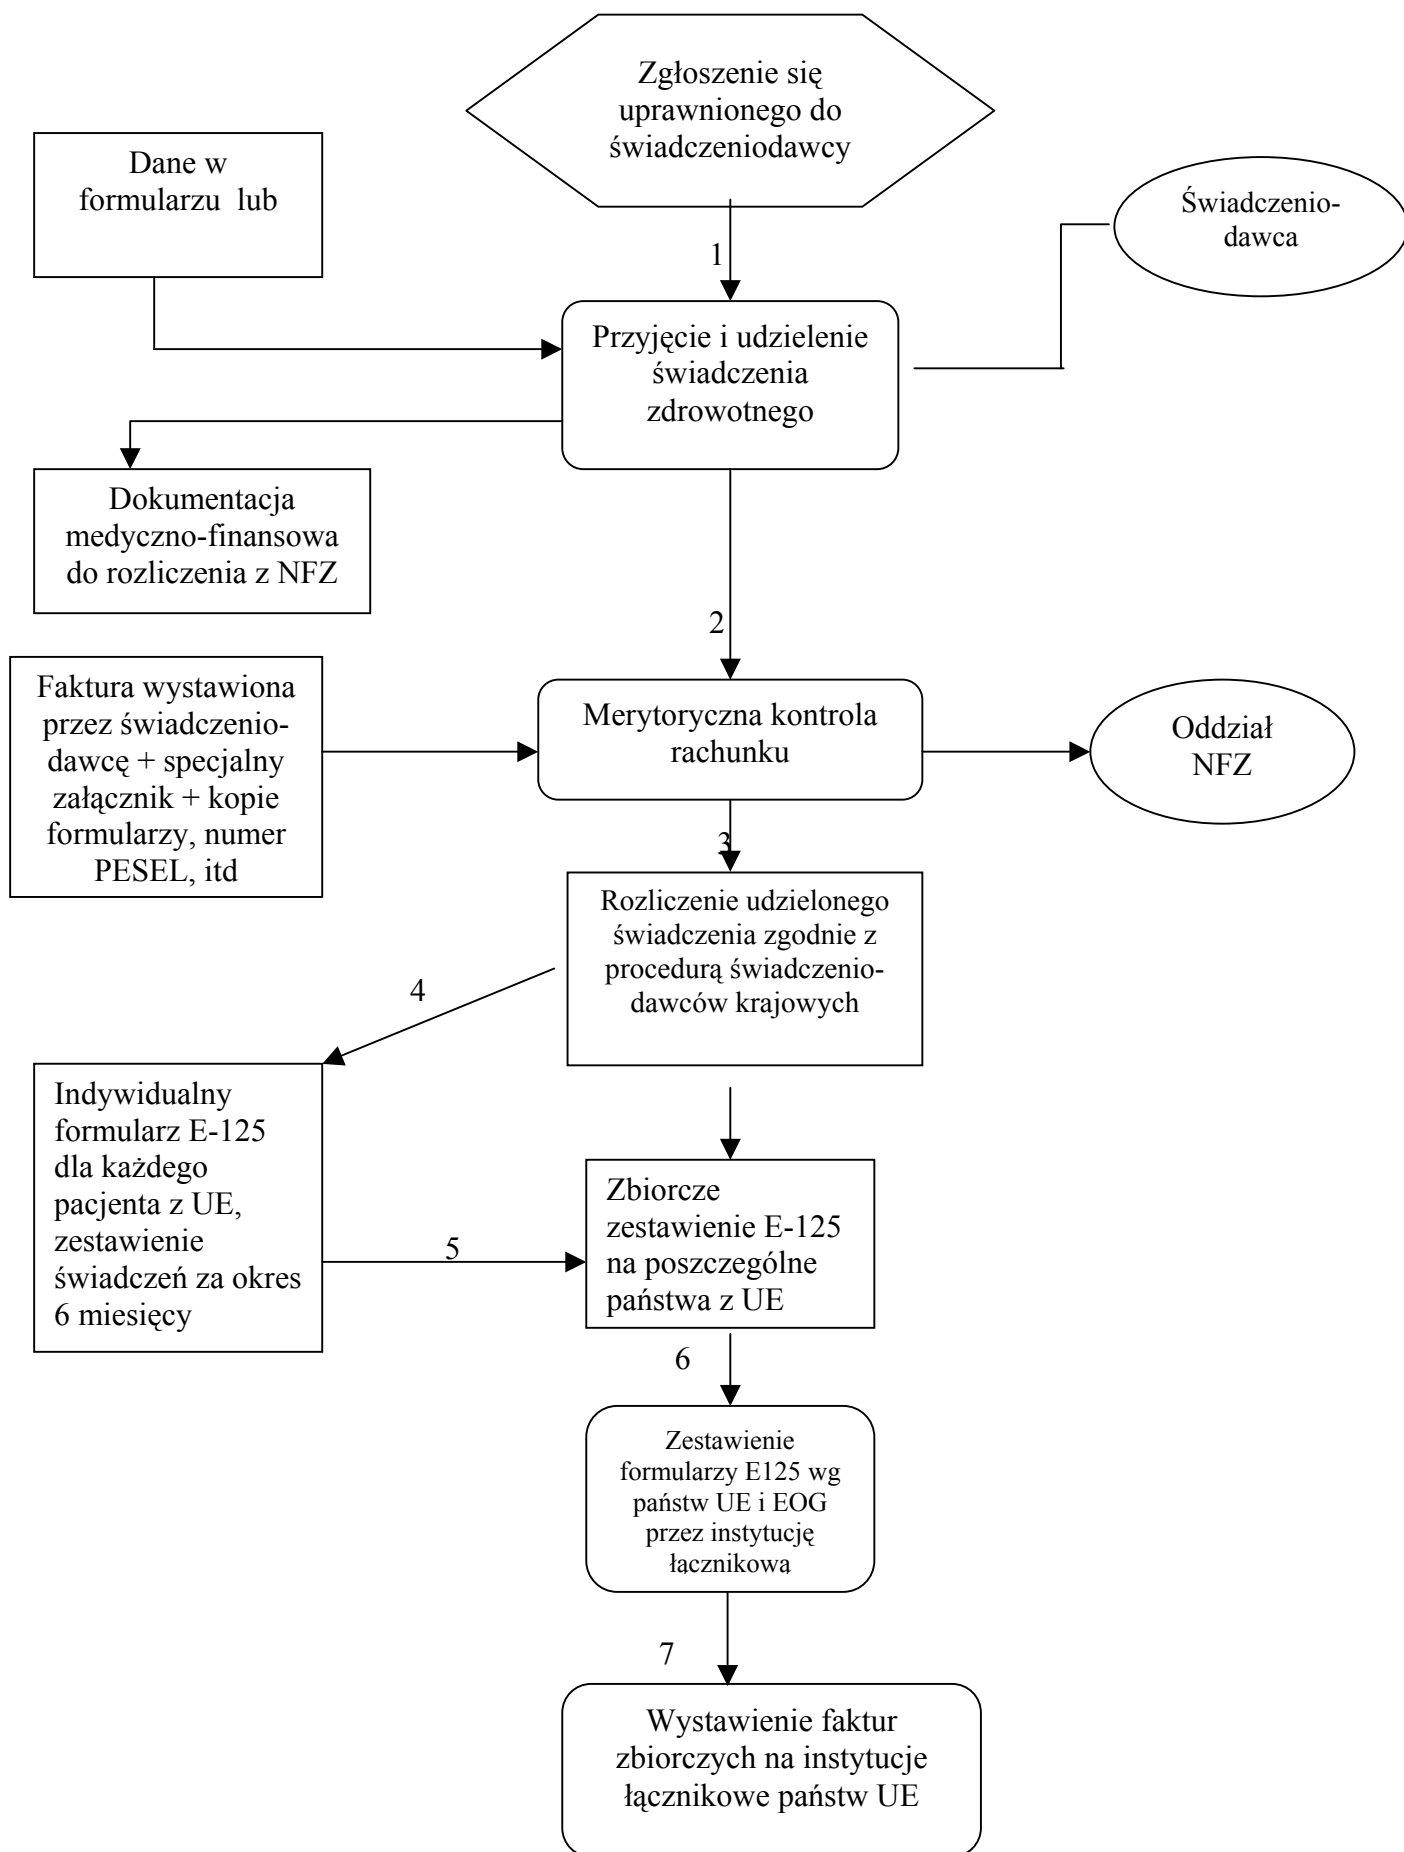 Zgłoszenie się
uprawnionego do
świadczeniodawcy
Dane w
formularzu lub
Świadczenio-
dawca
1
Przyjęcie i udzielenie
świadczenia
zdrowotnego
Dokumentacja
medyczno-finansowa
do rozliczenia z NFZ
2
Faktura wystawiona
przez świadczenio-
dawcę + specjalny
załącznik + kopie
formularzy, numer
PESEL, itd
Merytoryczna kontrola
rachunku
Oddział
NFZ
3
Rozliczenie udzielonego
świadczenia zgodnie z
procedurą świadczenio-
dawców krajowych
4
Indywidualny
formularz E-125
dla każdego
pacjenta z UE,
zestawienie
świadczeń za okres
6 miesięcy
5
Zbiorcze
zestawienie E-125
na poszczególne
państwa z UE
6
Zestawienie
formularzy E125 wg
państw UE i EOG
przez instytucję
łącznikową
7
Wystawienie faktur
zbiorczych na instytucje
łącznikowe państw UE